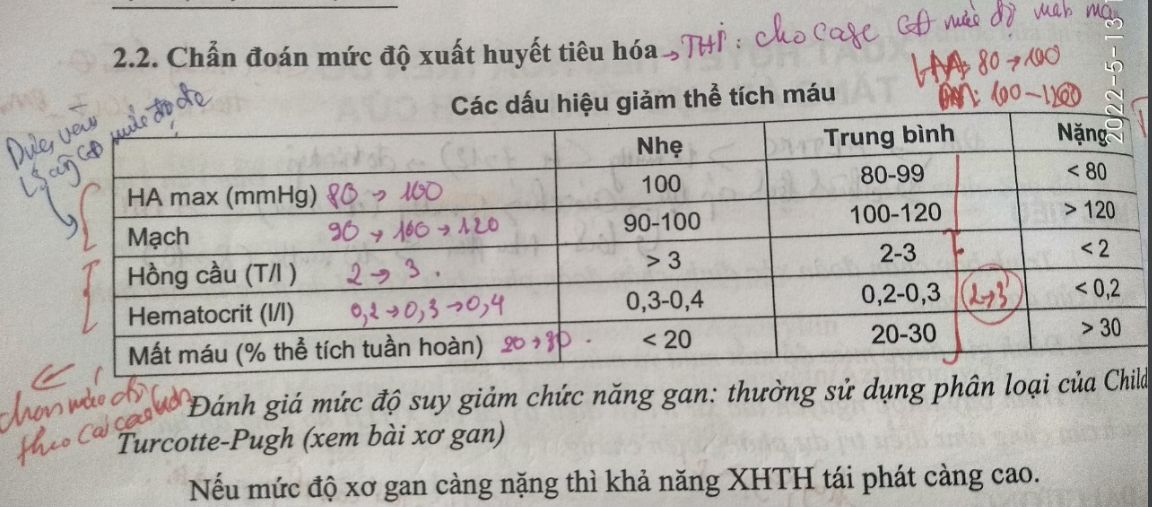 2.2. Chẩn đoán mức độ xuất huyết tiêu hóa → TH: cho case CĐ mức độ mất máu
HA: 80 → 100
M: 100-120
2022-5-13
Các dấu hiệu giảm thể tích máu
Dựa vào
CĐ mức độ
Nhẹ Trung bình Nặng
HA max (mmHg) 80 → 100 100 80-99 < 80
Mạch 90 → 100 → 120 90-100 100-120 > 120
Hồng cầu (T/l ) 2 → 3 . > 3 2-3 < 2
Hematocrit (l/l) 0,2 → 0,3 → 0,4 0,3-0,4 0,2-0,3 2→3 < 0,2
Mất máu (% thể tích tuần hoàn) 20 → 30 . < 20 20-30 > 30
chọn mức độ
theo cái cao hơn
Đánh giá mức độ suy giảm chức năng gan: thường sử dụng phân loại của Child
Turcotte-Pugh (xem bài xơ gan)
Nếu mức độ xơ gan càng nặng thì khả năng XHTH tái phát càng cao.